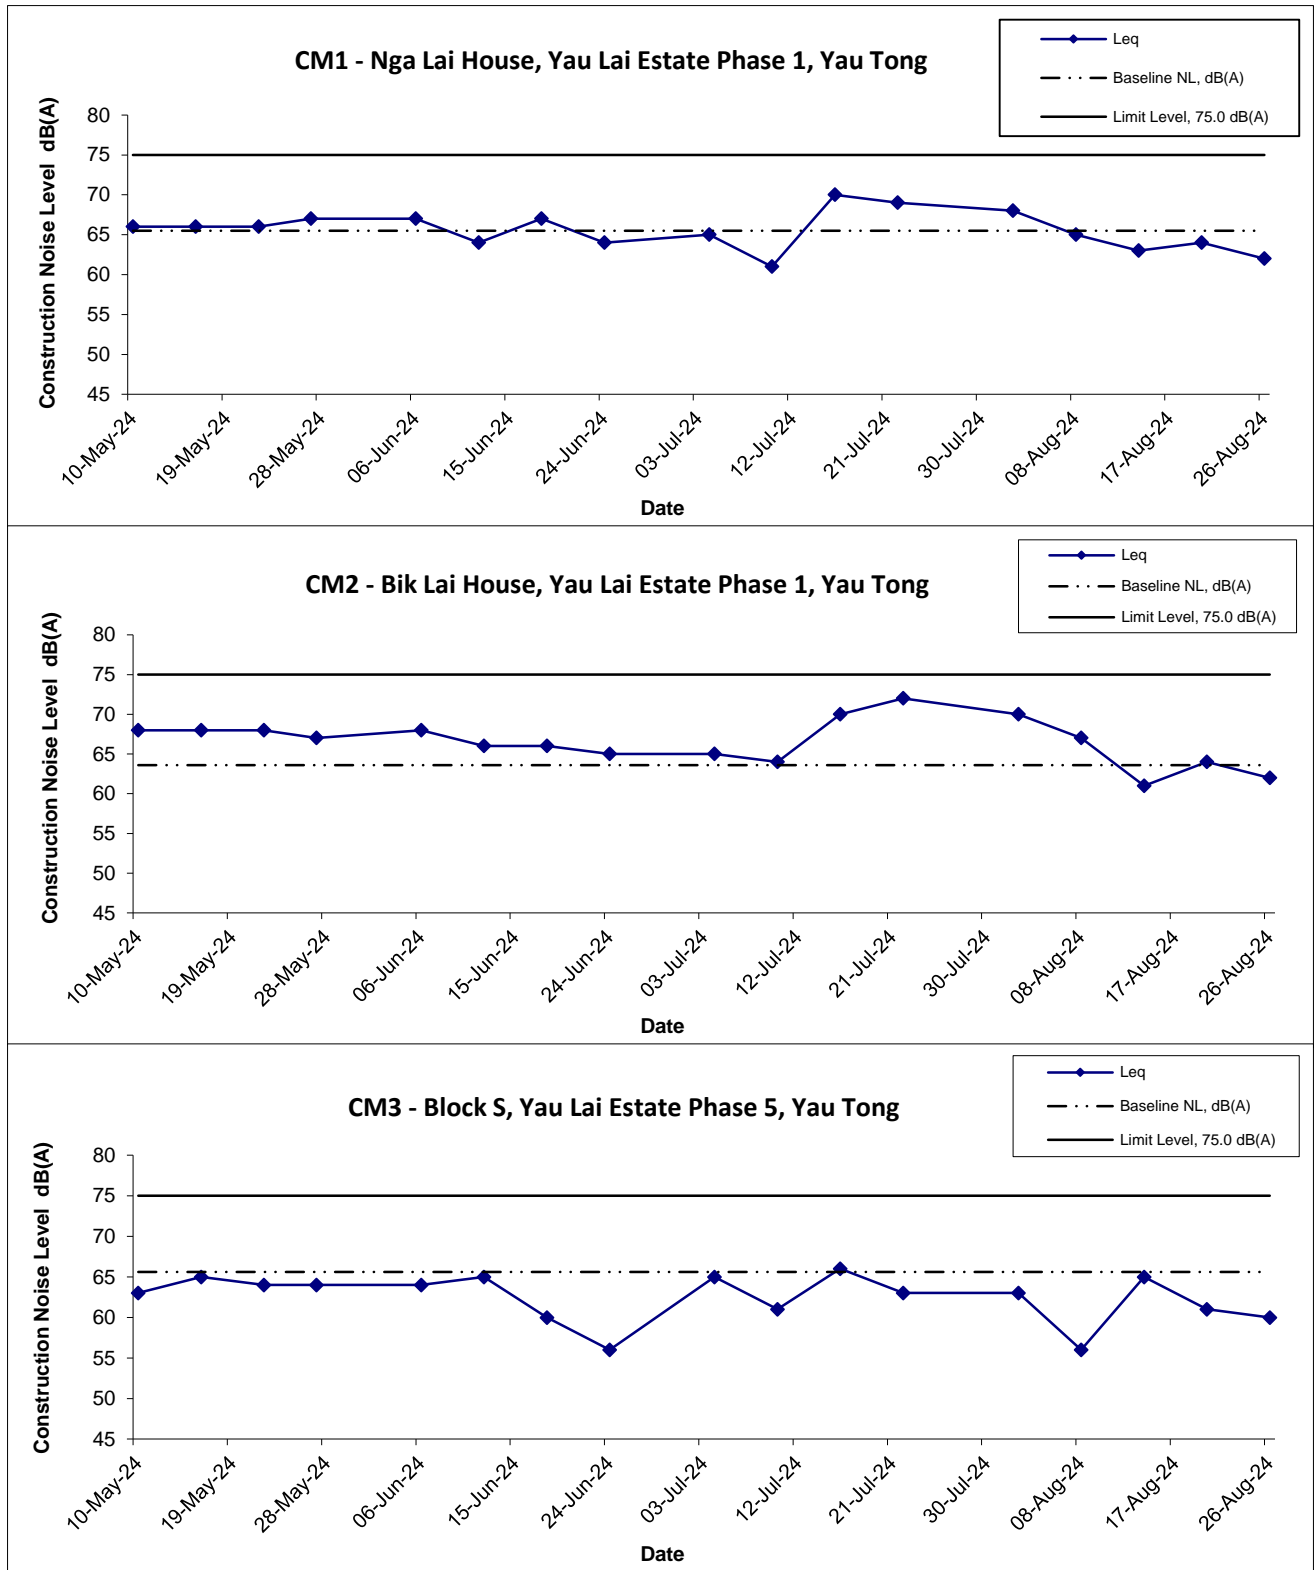 CM1 - Nga Lai House, Yau Lai Estate Phase 1, Yau Tong
Leq
Baseline NL, dB(A)
Limit Level, 75.0 dB(A)
Construction Noise Level dB(A)
80
75
70
65
60
55
50
45
10-May-24
19-May-24
28-May-24
06-Jun-24
15-Jun-24
24-Jun-24
03-Jul-24
12-Jul-24
21-Jul-24
30-Jul-24
08-Aug-24
17-Aug-24
26-Aug-24
Date
CM2 - Bik Lai House, Yau Lai Estate Phase 1, Yau Tong
Leq
Baseline NL, dB(A)
Limit Level, 75.0 dB(A)
Construction Noise Level dB(A)
80
75
70
65
60
55
50
45
10-May-24
19-May-24
28-May-24
06-Jun-24
15-Jun-24
24-Jun-24
03-Jul-24
12-Jul-24
21-Jul-24
30-Jul-24
08-Aug-24
17-Aug-24
26-Aug-24
Date
CM3 - Block S, Yau Lai Estate Phase 5, Yau Tong
Leq
Baseline NL, dB(A)
Limit Level, 75.0 dB(A)
Construction Noise Level dB(A)
80
75
70
65
60
55
50
45
10-May-24
19-May-24
28-May-24
06-Jun-24
15-Jun-24
24-Jun-24
03-Jul-24
12-Jul-24
21-Jul-24
30-Jul-24
08-Aug-24
17-Aug-24
26-Aug-24
Date